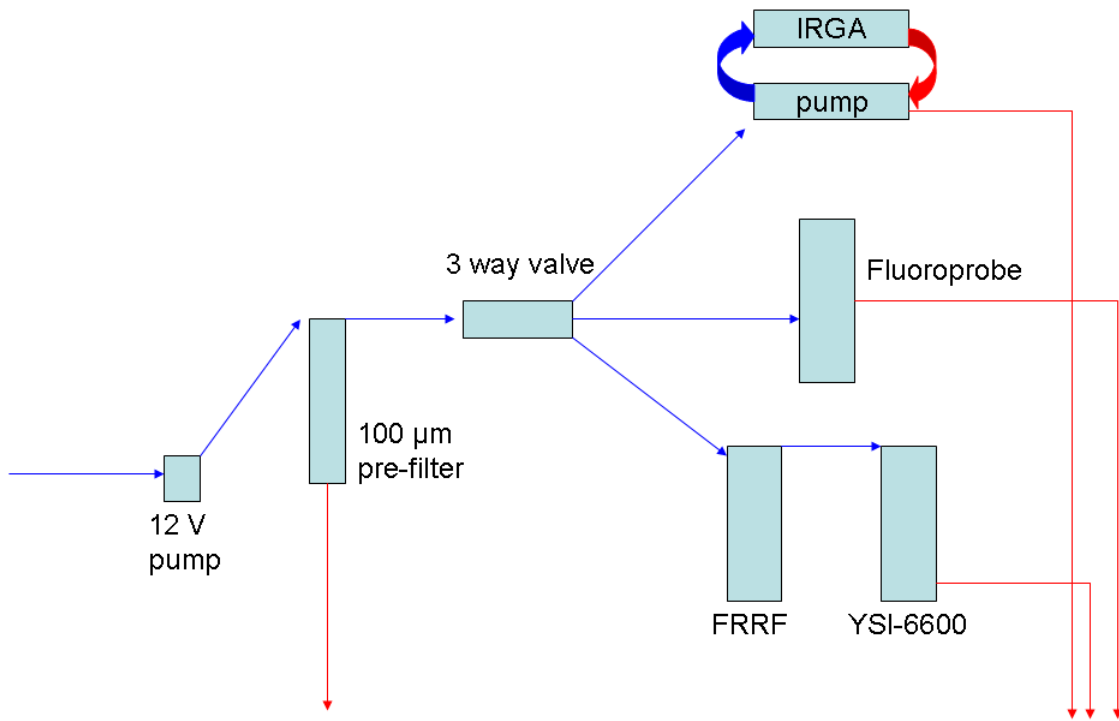 IRGA
pump
3 way valve
Fluoroprobe
100 µm
pre-filter
12 V
pump
FRRF
YSI-6600